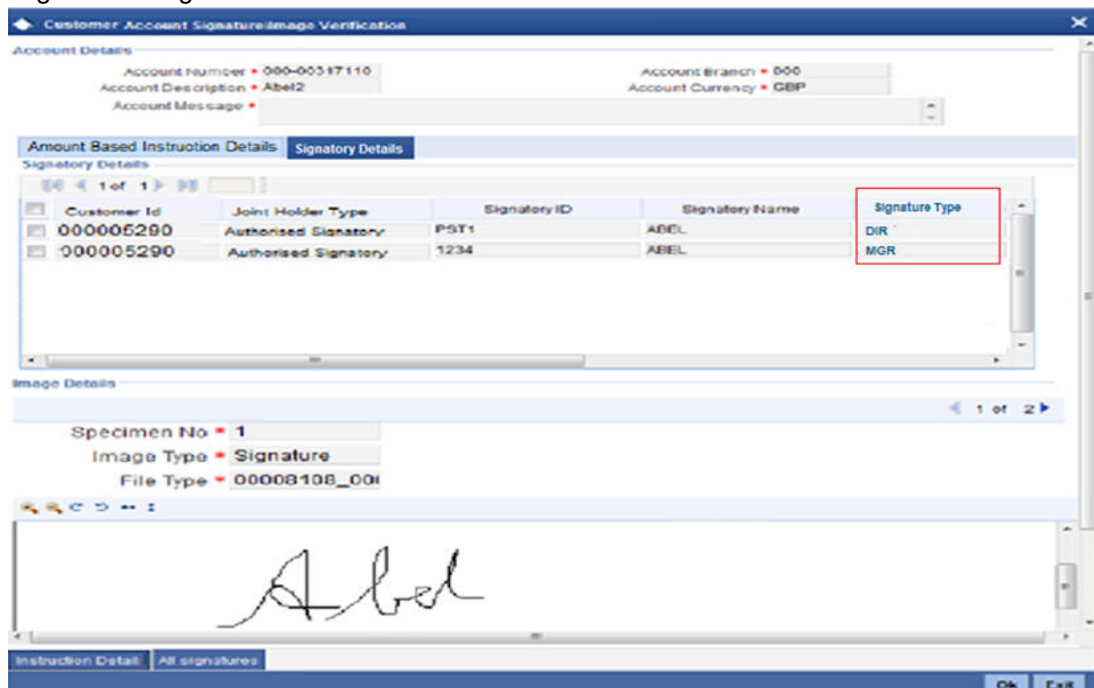 Customer Account Signature/Image Verification
Account Details
Account Number * 000-00317110 Account Branch * 000
Account Description * Abel2 Account Currency * GBP
Account Message *
Amount Based Instruction Details Signatory Details
Signatory Details
1 of 1
Customer Id Joint Holder Type Signatory ID Signatory Name Signature Type
000005290 Authorised Signatory PST1 ABEL DIR
000005290 Authorised Signatory 1234 ABEL MGR
Image Details
1 of 2
Specimen No * 1
Image Type * Signature
File Type * 00008108_00
Abel
Instruction Detail All signatures
Ok Exit